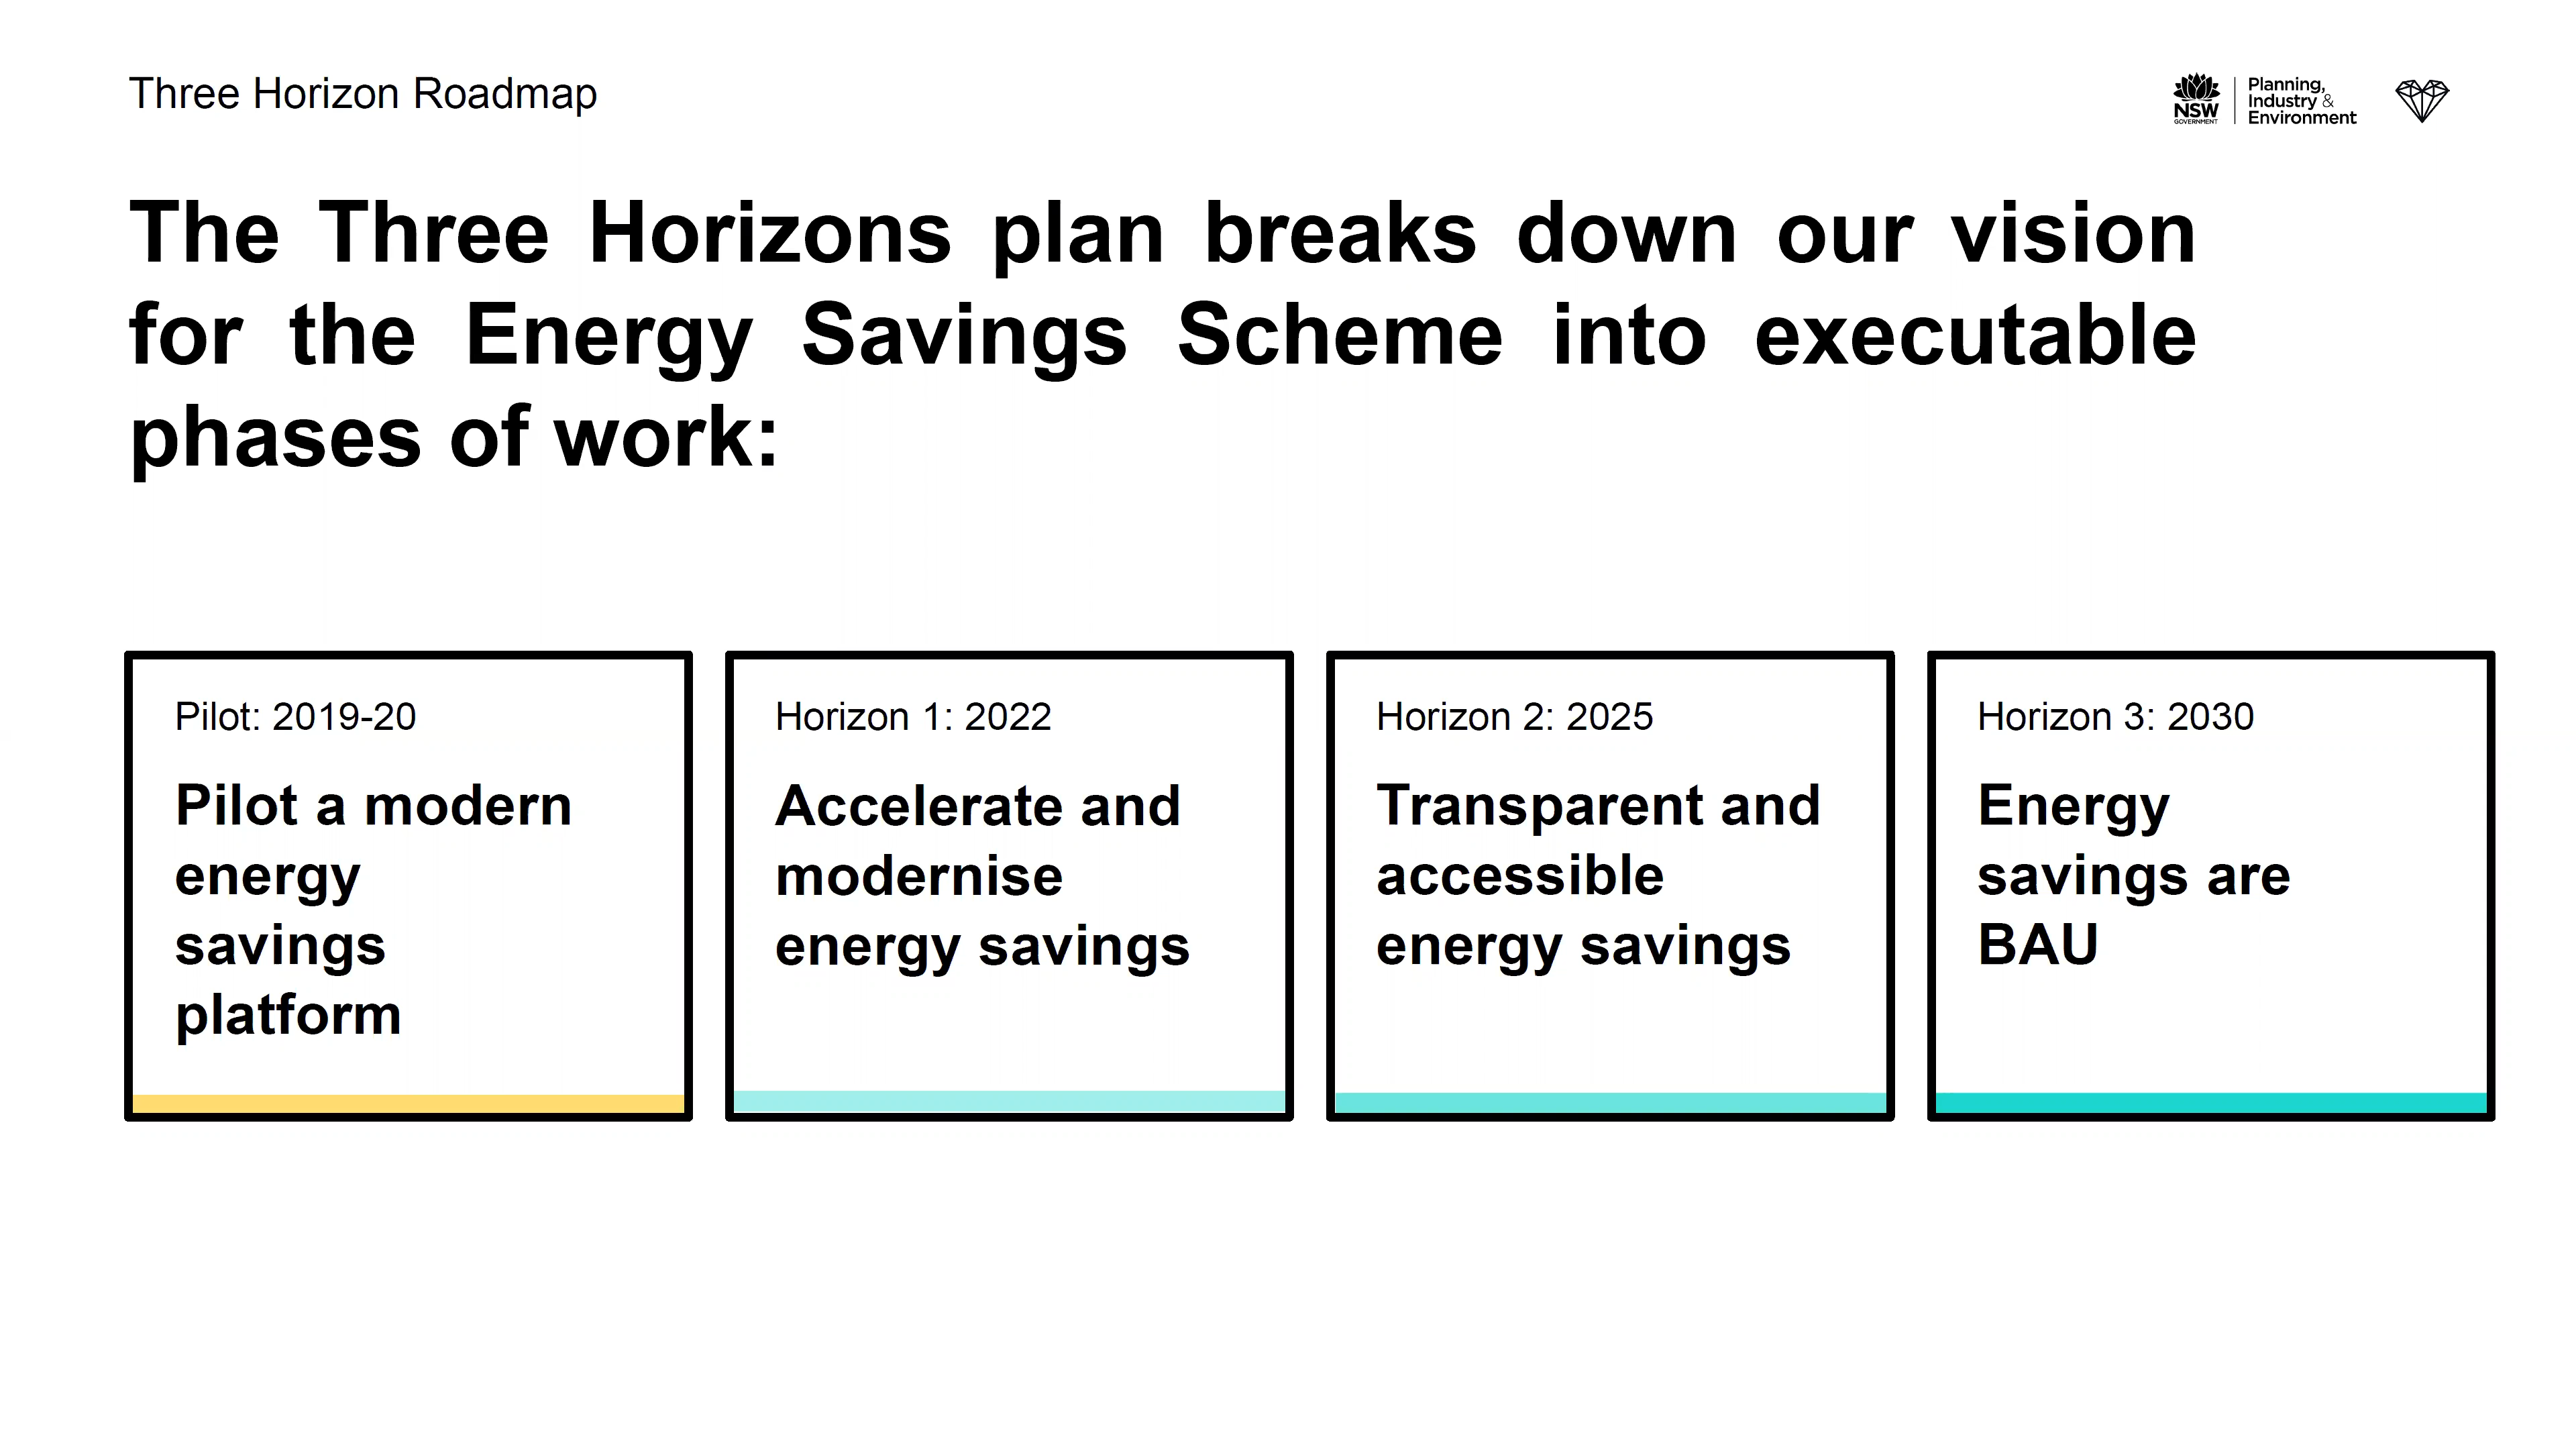 Three Horizon Roadmap
NSW
GOVERNMENT
Planning,
Industry &
Environment
The Three Horizons plan breaks down our vision
for the Energy Savings Scheme into executable
phases of work:
Pilot: 2019-20
Pilot a modern
energy
savings
platform
Horizon 1: 2022
Accelerate and
modernise
energy savings
Horizon 2: 2025
Transparent and
accessible
energy savings
Horizon 3: 2030
Energy
savings are
BAU